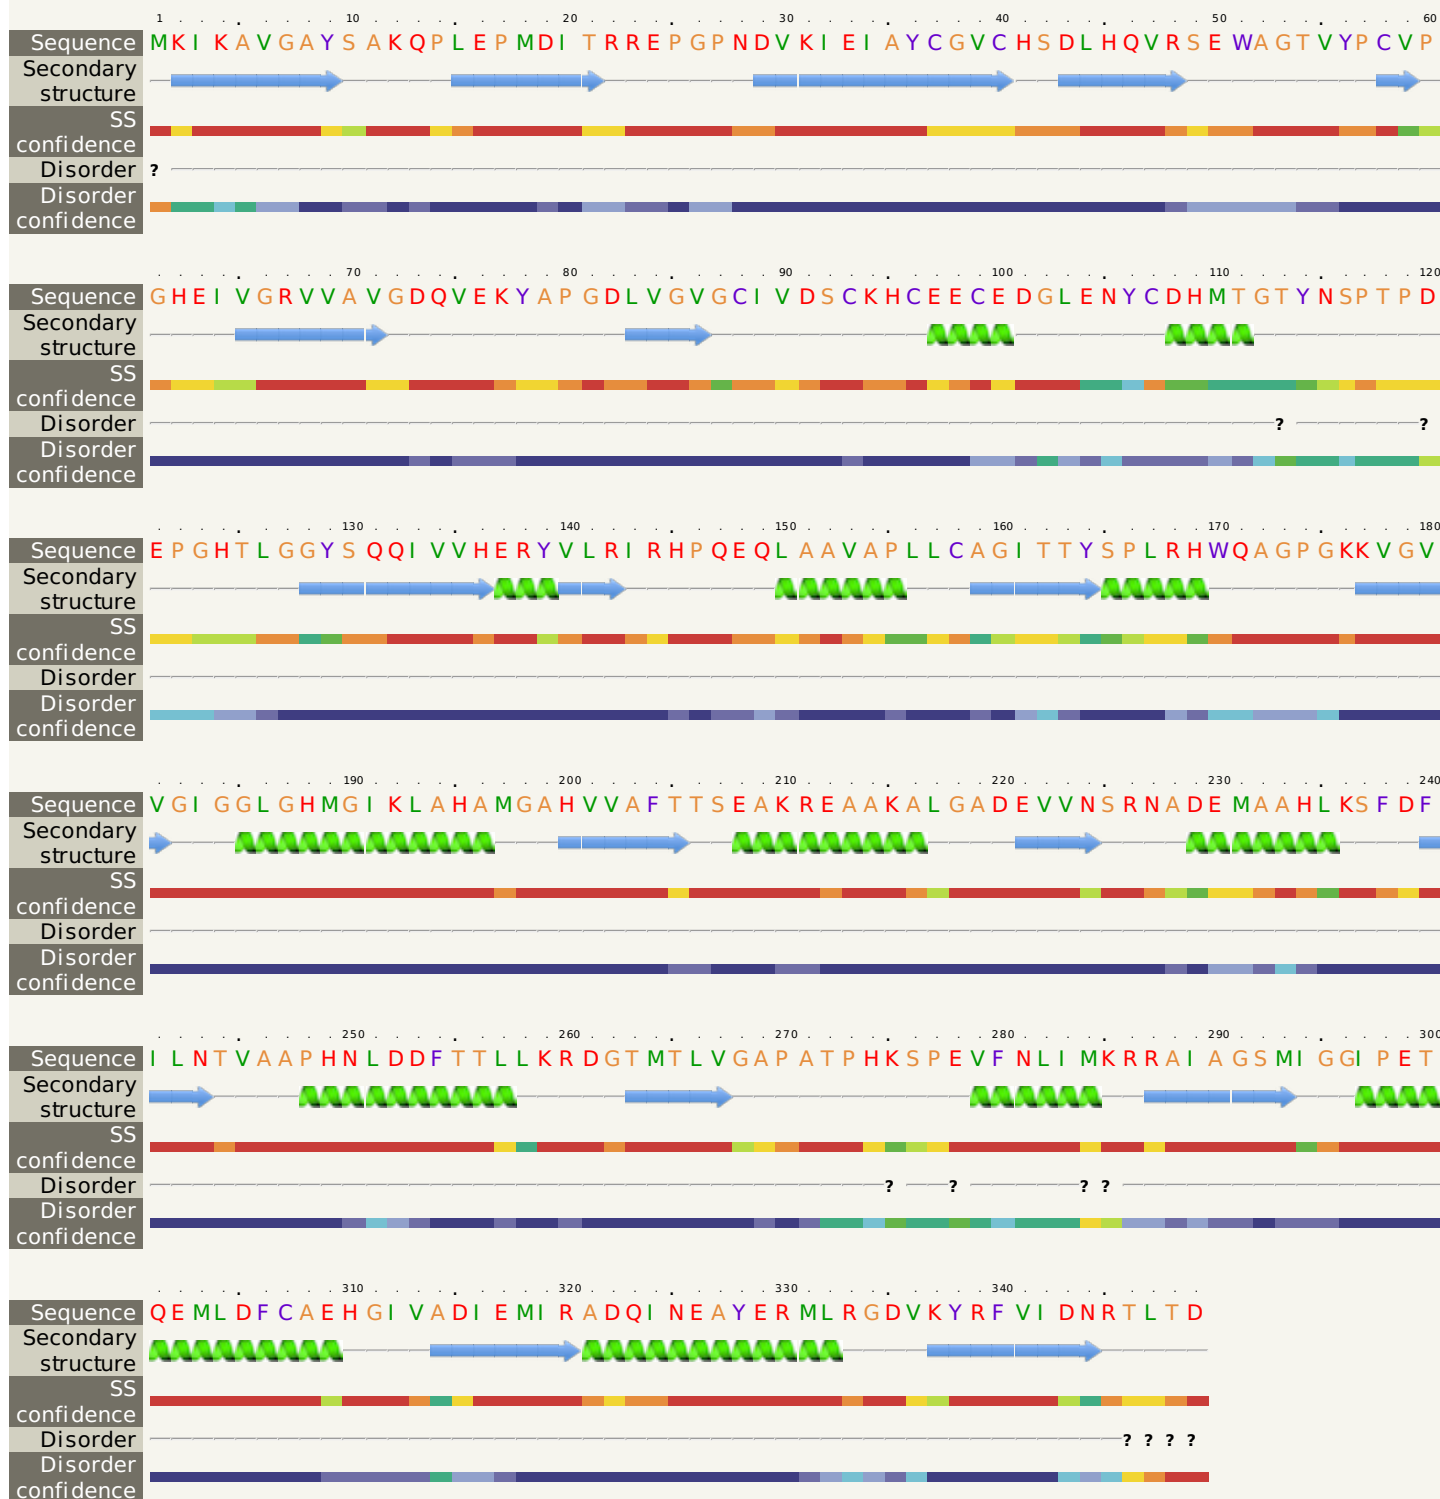 1 10 20 30 40 50 60
Sequence MKIKAVGAYSAKQPLEPMDITRREPGPNDVKIEIAYCGVCHSDLHQVRSEWAGTVYPCVP
Secondary
structure
SS
confidence
Disorder ?
Disorder
confidence
70 80 90 100 110 120
Sequence GHEIVGRVVAVGDQVEKYAPGDLVGVGCIVDSCKHCEECEDGLENYCDHMTGTYNSPTPD
Secondary
structure
SS
confidence
Disorder ? ?
Disorder
confidence
130 140 150 160 170 180
Sequence EPGHTLGGYSQQIVVHERYVLRIRHPQEQLAAVAPLLCAGITTYSPLRHWQAGPGKKVGV
Secondary
structure
SS
confidence
Disorder
Disorder
confidence
190 200 210 220 230 240
Sequence VGIGGLGHMGIKLAHAMGAHVVAFTTSEAKREAAKALGADEVVNSRNADEMAAHLKSFDF
Secondary
structure
SS
confidence
Disorder
Disorder
confidence
250 260 270 280 290 300
Sequence ILNTVAAPHNLDDFTTLLKRDGTMTLVGAPATPHKSPEVFNLIMKRRAIAGSMIGGIPET
Secondary
structure
SS
confidence
Disorder ? ? ? ?
Disorder
confidence
310 320 330 340
Sequence QEMLDFCAEHGIVADIEMIRADQINEAYERMLRGDVKYRFVIDNRTLTD
Secondary
structure
SS
confidence
Disorder ? ? ? ?
Disorder
confidence